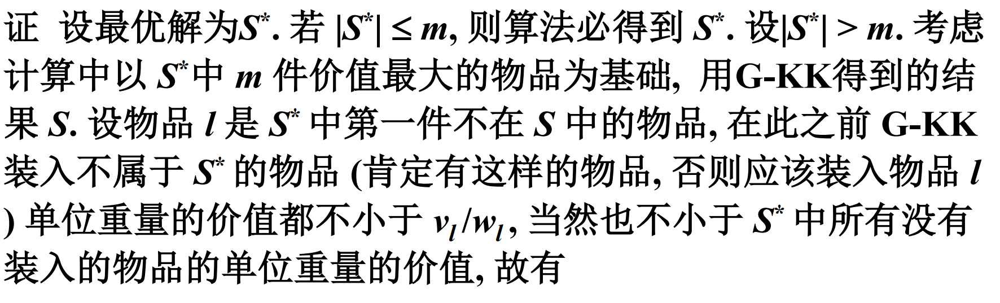 证 设最优解为S*. 若 |S*| ≤ m, 则算法必得到 S*. 设|S*| > m. 考虑
计算中以 S*中 m 件价值最大的物品为基础, 用G-KK得到的结
果 S. 设物品 l 是 S* 中第一件不在 S 中的物品, 在此之前 G-KK
装入不属于 S* 的物品 (肯定有这样的物品, 否则应该装入物品 l
) 单位重量的价值都不小于 vl /wl , 当然也不小于 S* 中所有没有
装入的物品的单位重量的价值, 故有